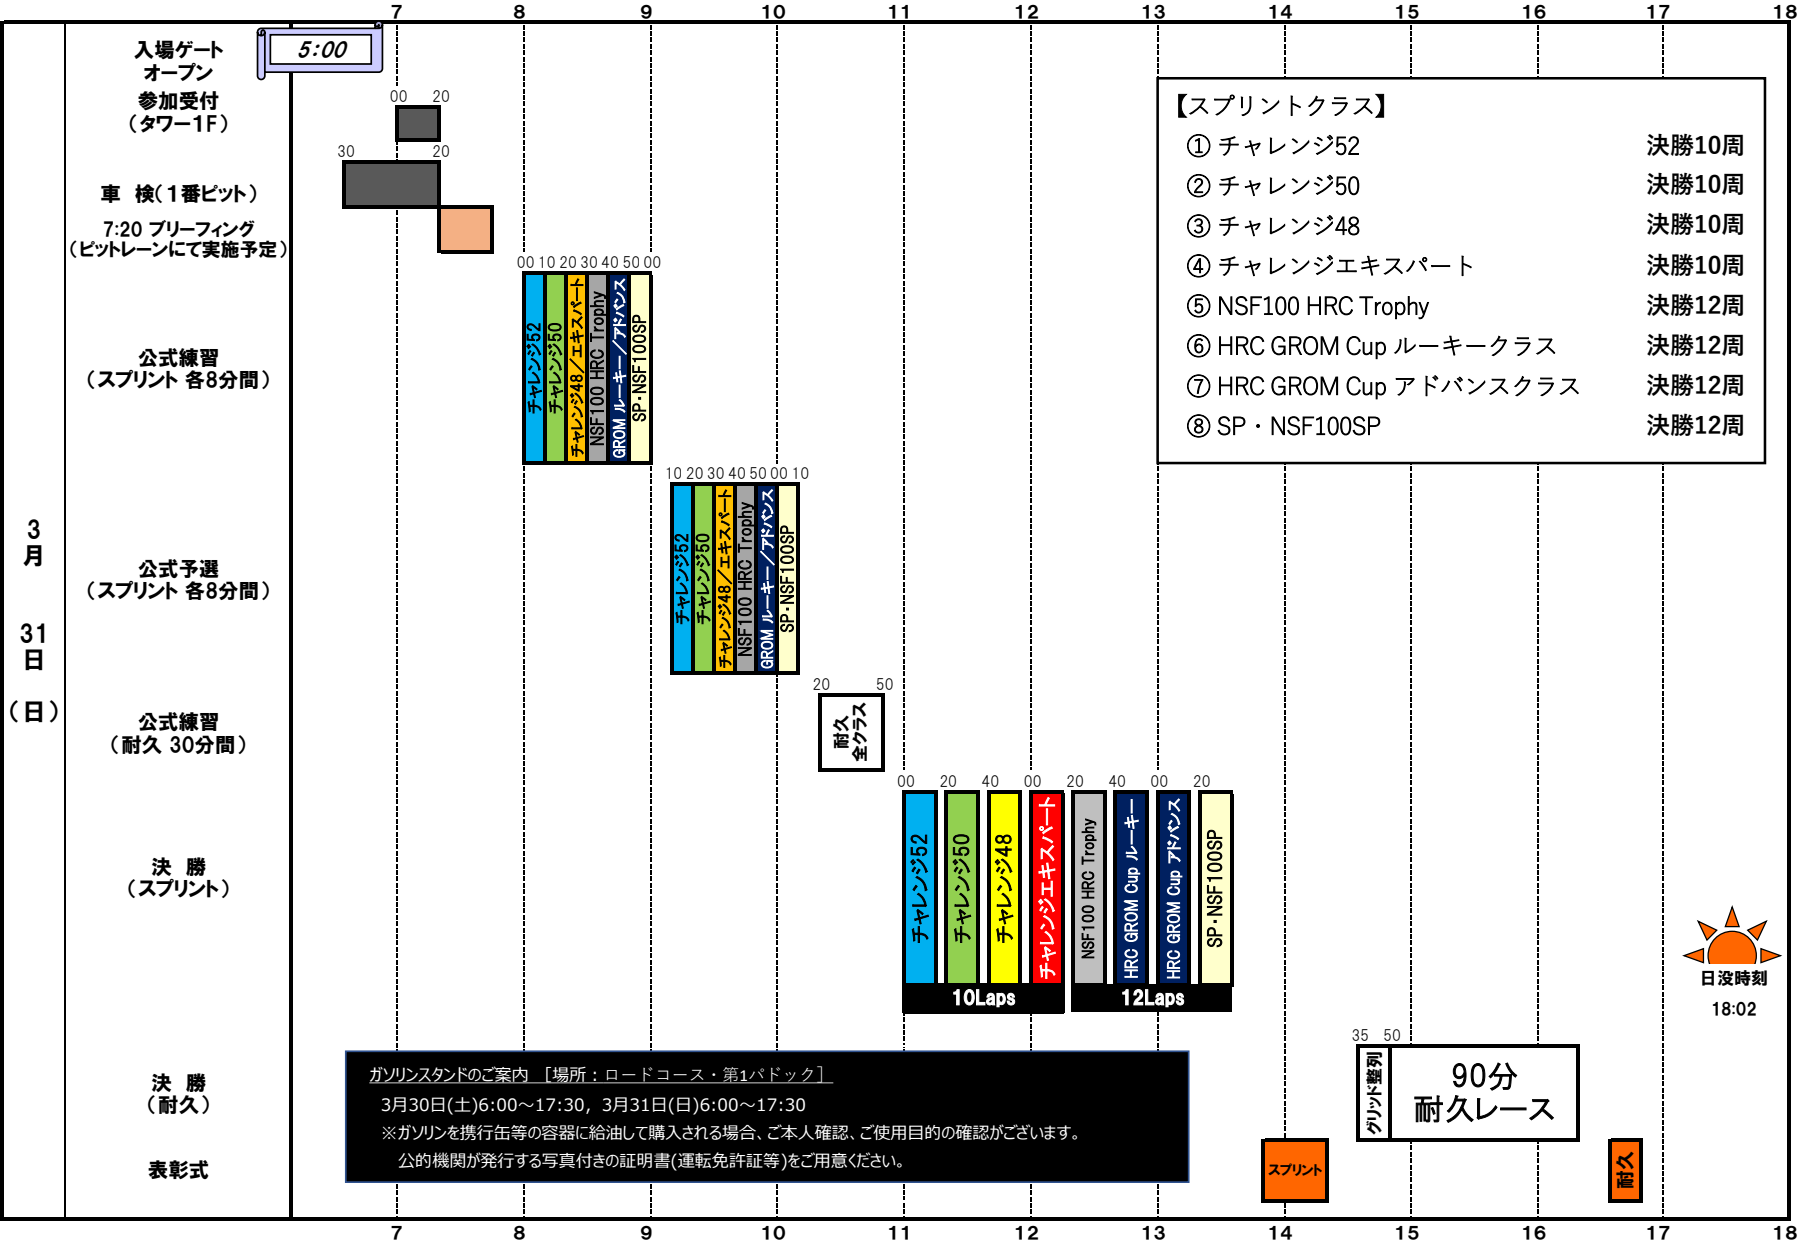 7 8 9 10 11 12 13 14 15 16 17 18
3
月
31
日
（日）
入場ゲート
オープン
5:00
参加受付
（タワー1F）
00 20
車 検（1番ピット）
30 20
7:20 ブリーフィング
（ピットレーンにて実施予定）
【スプリントクラス】
① チャレンジ52 決勝10周
② チャレンジ50 決勝10周
③ チャレンジ48 決勝10周
④ チャレンジエキスパート 決勝10周
⑤ NSF100 HRC Trophy 決勝12周
⑥ HRC GROM Cup ルーキークラス 決勝12周
⑦ HRC GROM Cup アドバンスクラス 決勝12周
⑧ SP・NSF100SP 決勝12周
公式練習
（スプリント 各8分間）
00 10 20 30 40 50 00
チャレンジ52
チャレンジ50
チャレンジ48／エキスパート
NSF100 HRC Trophy
GROM ルーキー／アドバンス
SP・NSF100SP
公式予選
（スプリント 各8分間）
10 20 30 40 50 00 10
チャレンジ52
チャレンジ50
チャレンジ48／エキスパート
NSF100 HRC Trophy
GROM ルーキー／アドバンス
SP・NSF100SP
公式練習
（耐久 30分間）
20 50
耐久
全クラス
決 勝
（スプリント）
00 20 40 00 20 40 00 20
チャレンジ52
チャレンジ50
チャレンジ48
チャレンジエキスパート
NSF100 HRC Trophy
HRC GROM Cup ルーキー
HRC GROM Cup アドバンス
SP・NSF100SP
10Laps
12Laps
日没時刻
18:02
決 勝
（耐久）
35 50
グリッド整列
90分
耐久レース
ガソリンスタンドのご案内 ［場所：ロードコース・第1パドック］
3月30日(土)6:00～17:30，3月31日(日)6:00～17:30
※ガソリンを携行缶等の容器に給油して購入される場合、ご本人確認、ご使用目的の確認がございます。
公的機関が発行する写真付きの証明書(運転免許証等)をご用意ください。
表彰式
スプリント
耐久
7 8 9 10 11 12 13 14 15 16 17 18